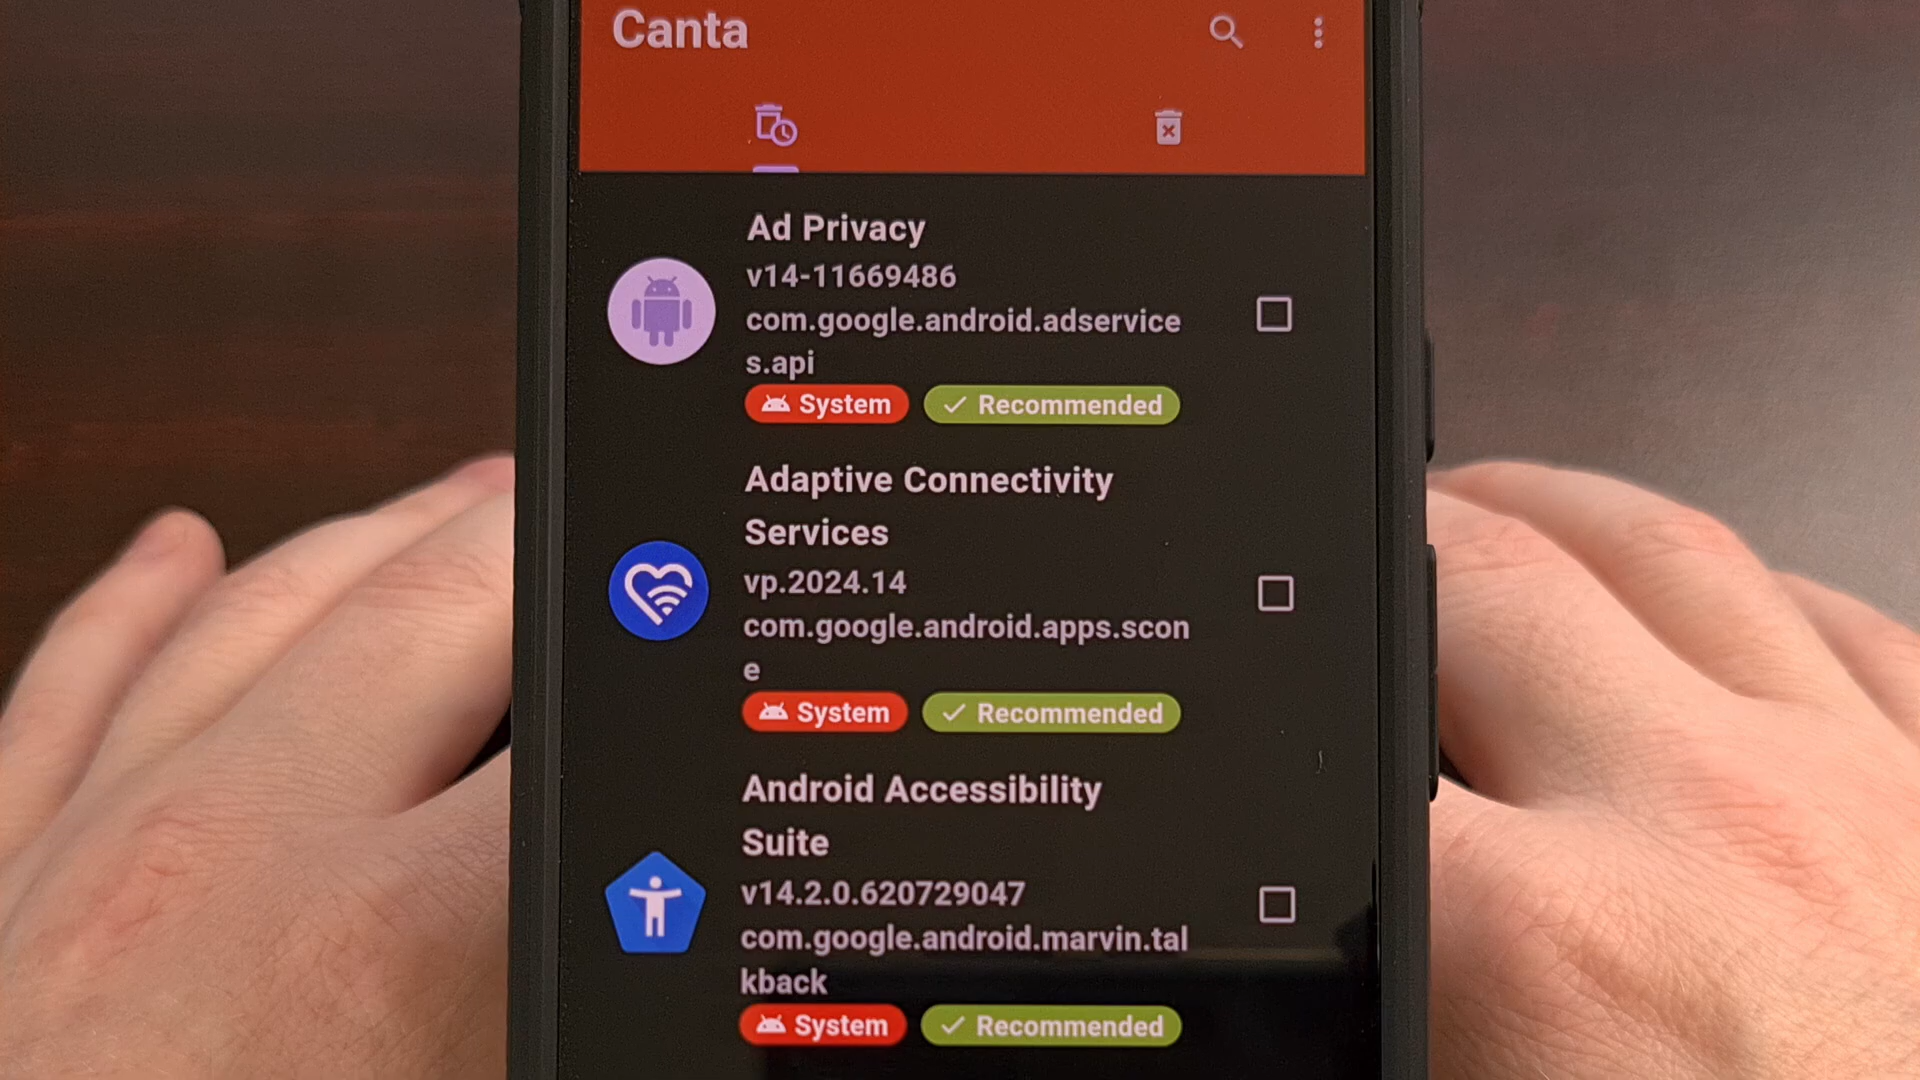 Canta
Ad Privacy
v14-11669486
com.google.android.adservice
s.api
System Recommended
Adaptive Connectivity
Services
vp.2024.14
com.google.android.apps.scon
e
System Recommended
Android Accessibility
Suite
v14.2.0.620729047
com.google.android.marvin.tal
kback
System Recommended